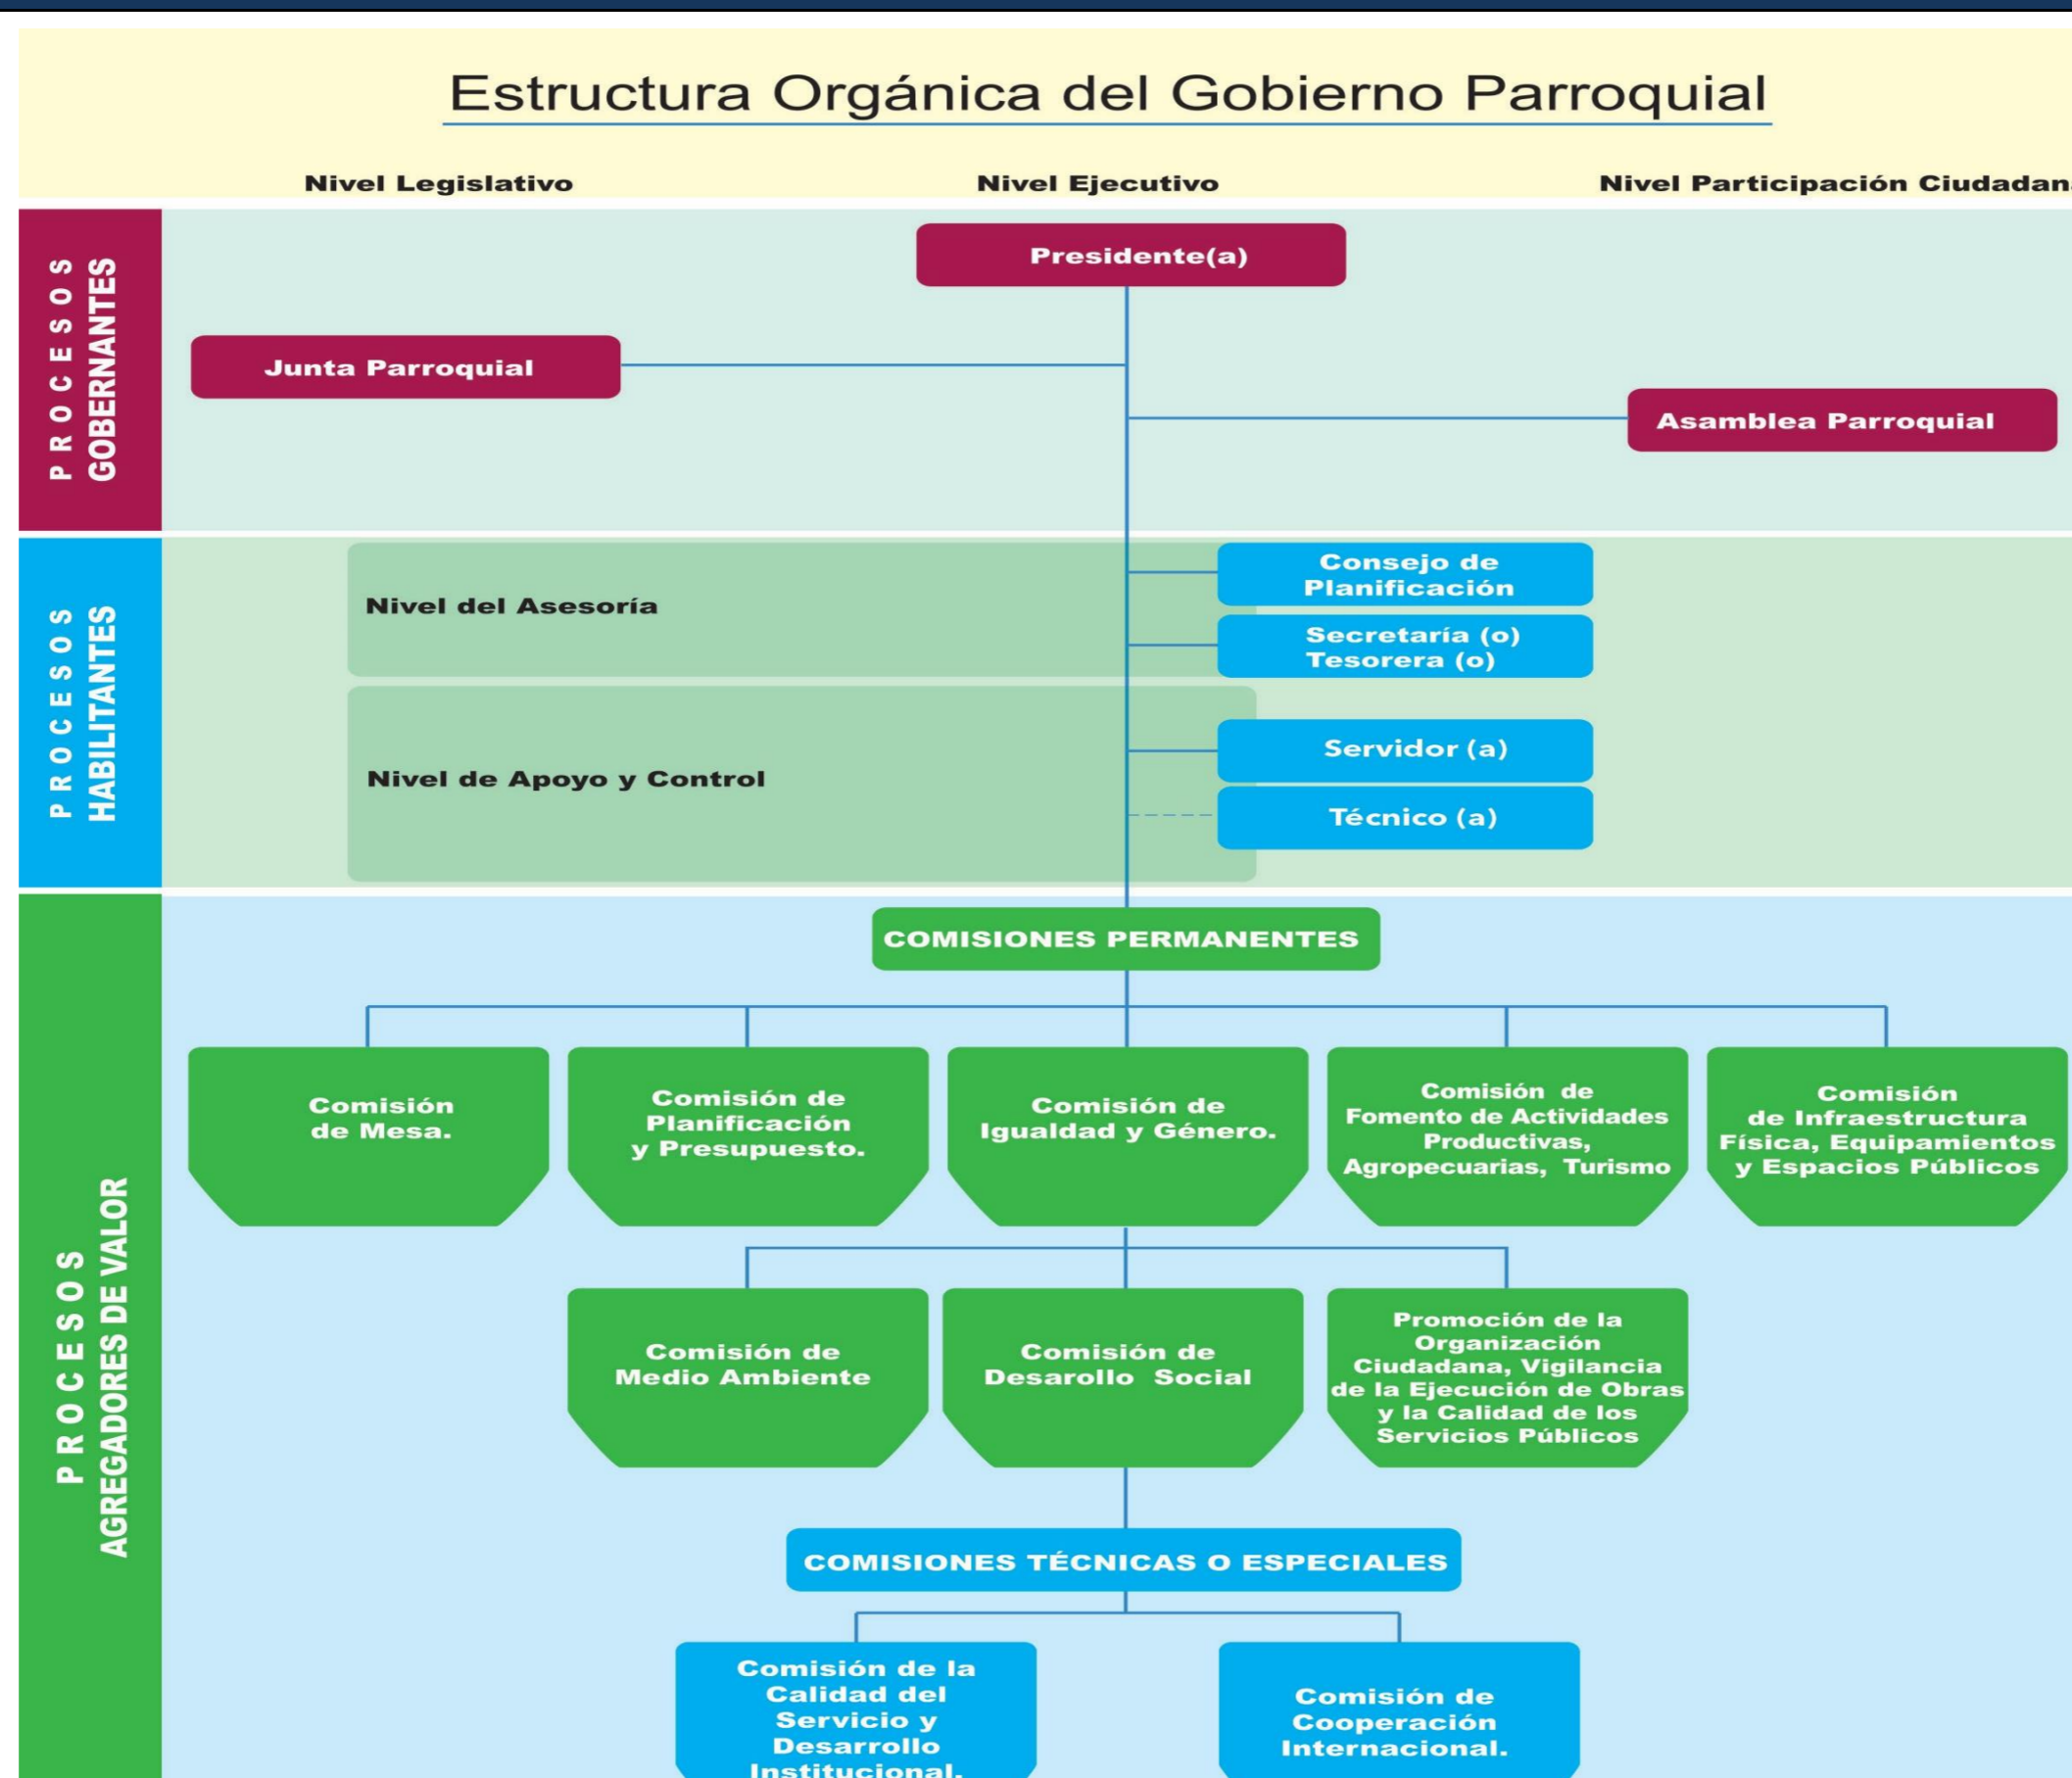 Estructura Orgánica del Gobierno Parroquial
Nivel Legislativo
Nivel Ejecutivo
Nivel Participación Ciudadan
PROCESOS
GOBERNANTES
Presidente(a)
Junta Parroquial
Asamblea Parroquial
PROCESOS
HABILITANTES
Nivel del Asesoría
Consejo de
Planificación
Secretaría (o)
Tesorera (o)
Nivel de Apoyo y Control
Servidor (a)
Técnico (a)
PROCESOS
AGREGADORES DE VALOR
COMISIONES PERMANENTES
Comisión
de Mesa.
Comisión de
Planificación
y Presupuesto.
Comisión de
Igualdad y Género.
Comisión de
Fomento de Actividades
Productivas,
Agropecuarias, Turismo
Comisión
de Infraestructura
Física, Equipamientos
y Espacios Públicos
Comisión de
Medio Ambiente
Comisión de
Desarollo Social
Promoción de la
Organización
Ciudadana, Vigilancia
de la Ejecución de Obras
y la Calidad de los
Servicios Públicos
COMISIONES TÉCNICAS O ESPECIALES
Comisión de la
Calidad del
Servicio y
Desarrollo
Institucional.
Comisión de
Cooperación
Internacional.